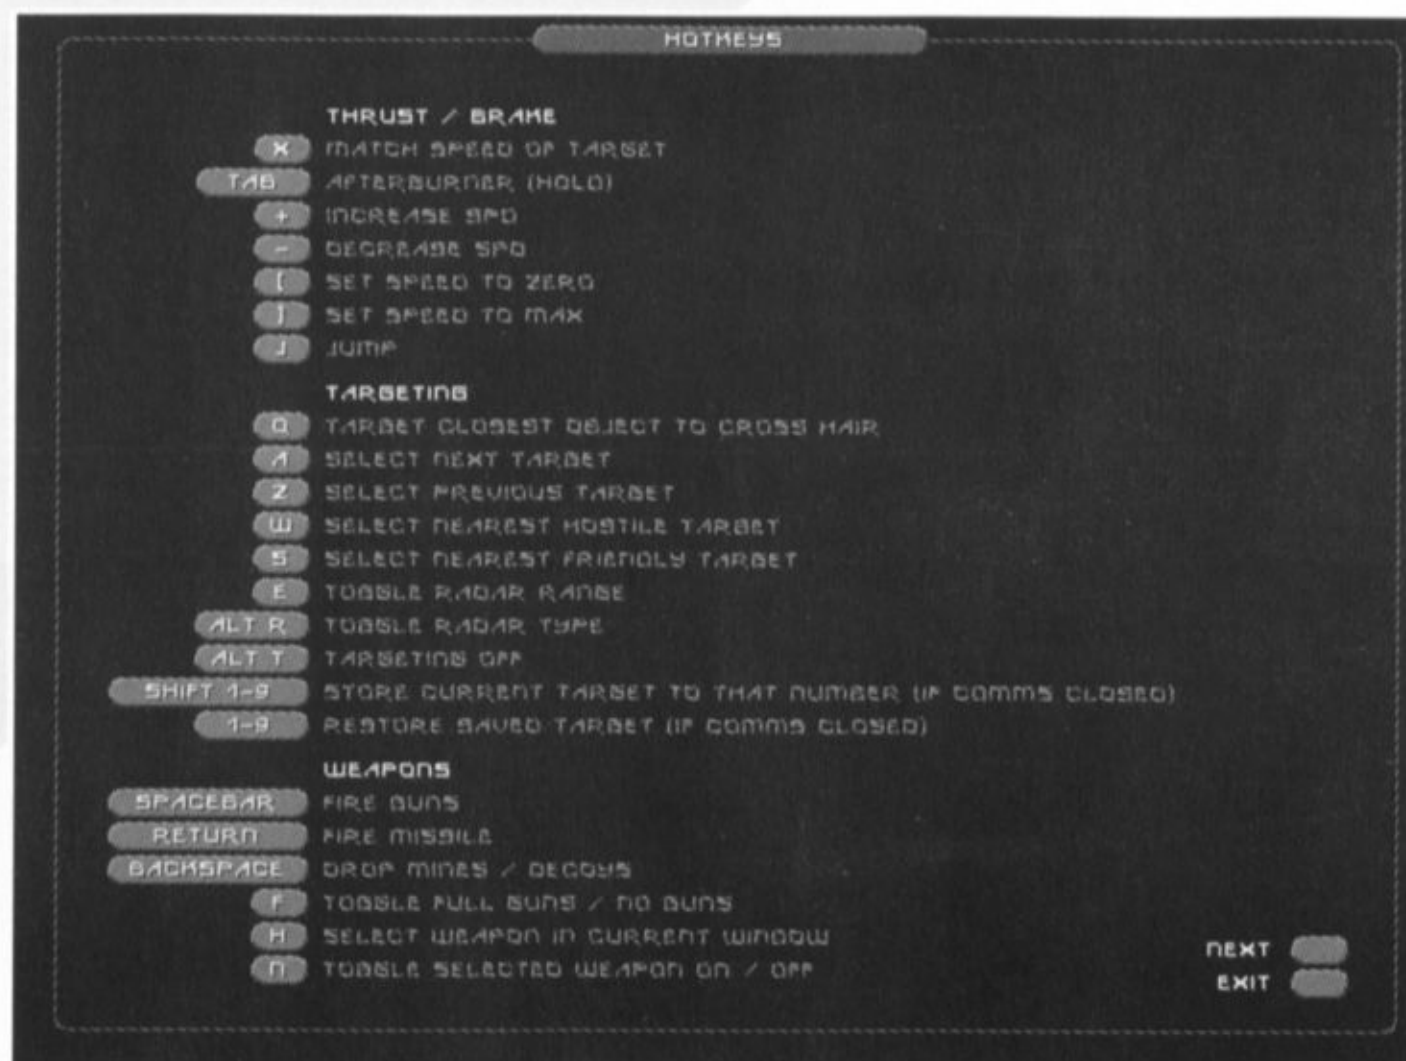 HOTKEYS
THRUST / BRAKE
X MATCH SPEED OF TARGET
TAB AFTERBURNER (HOLD)
+ INCREASE SPD
- DECREASE SPD
[ SET SPEED TO ZERO
] SET SPEED TO MAX
J JUMP
TARGETING
Q TARGET CLOSEST OBJECT TO CROSS HAIR
A SELECT NEXT TARGET
Z SELECT PREVIOUS TARGET
W SELECT NEAREST HOSTILE TARGET
S SELECT NEAREST FRIENDLY TARGET
E TOGGLE RADAR RANGE
ALT R TOGGLE RADAR TYPE
ALT T TARGETING OFF
SHIFT 1-9 STORE CURRENT TARGET TO THAT NUMBER (IF COMMS CLOSED)
1-9 RESTORE SAVED TARGET (IF COMMS CLOSED)
WEAPONS
SPACEBAR FIRE GUNS
RETURN FIRE MISSILE
BACKSPACE DROP MINES / DECOYS
F TOGGLE FULL GUNS / NO GUNS
H SELECT WEAPON IN CURRENT WINDOW
N TOGGLE SELECTED WEAPON ON / OFF
NEXT
EXIT